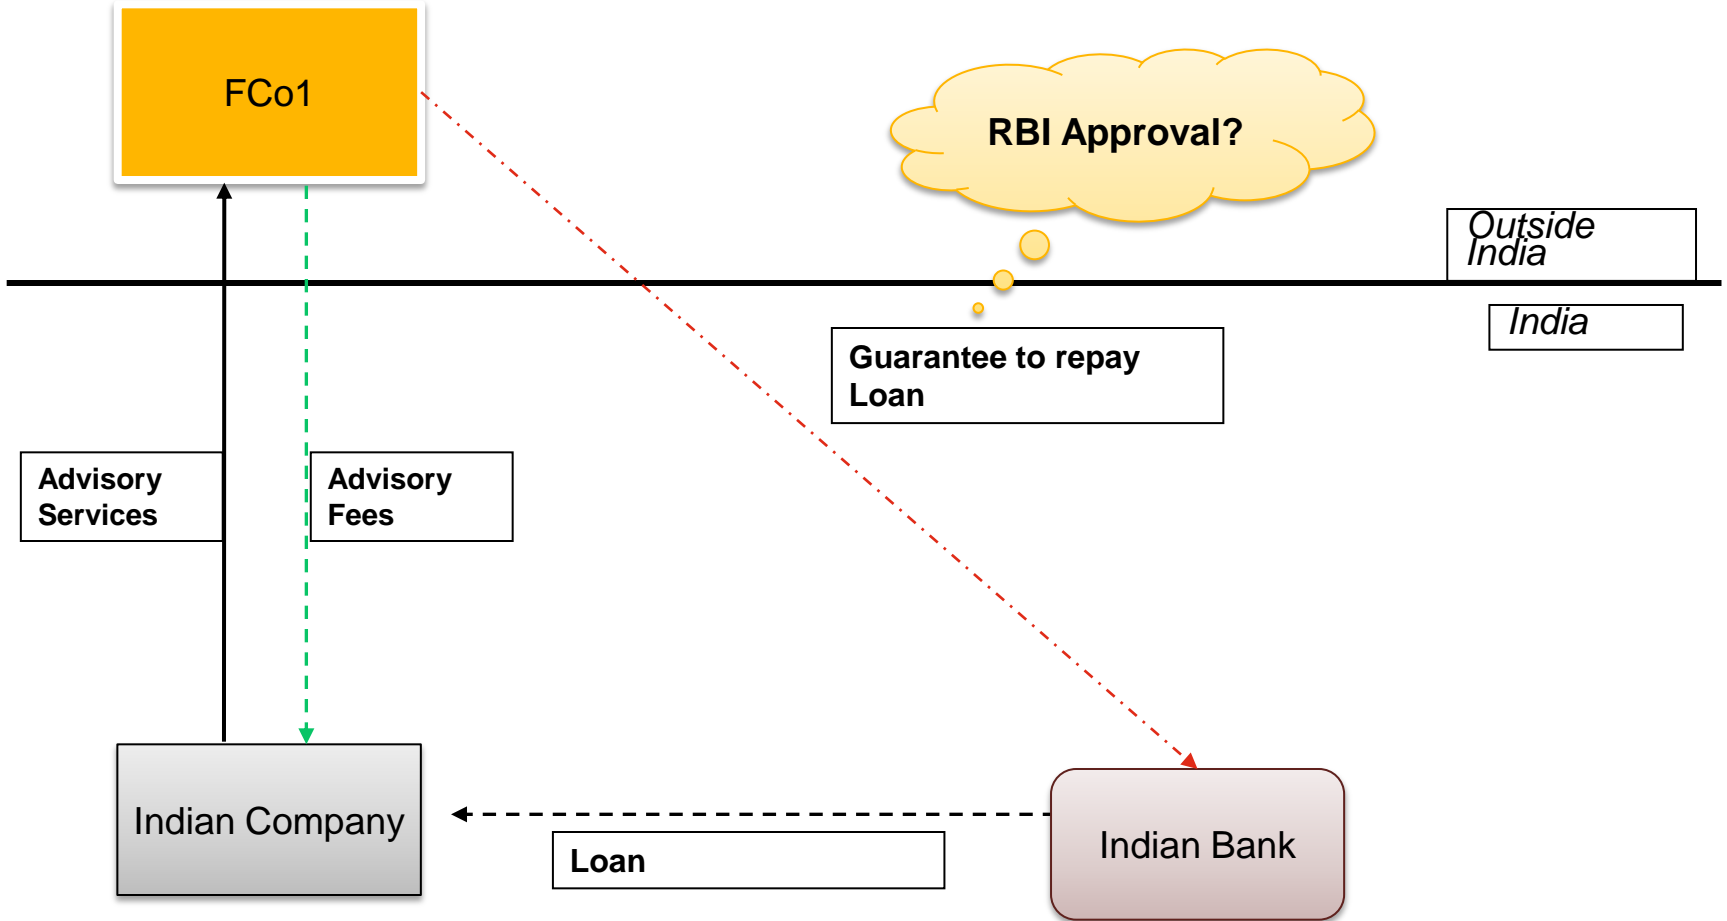 FCo1
RBI Approval?
Outside
India
India
Guarantee to repay
Loan
Advisory
Services
Advisory
Fees
Indian Company
Loan
Indian Bank